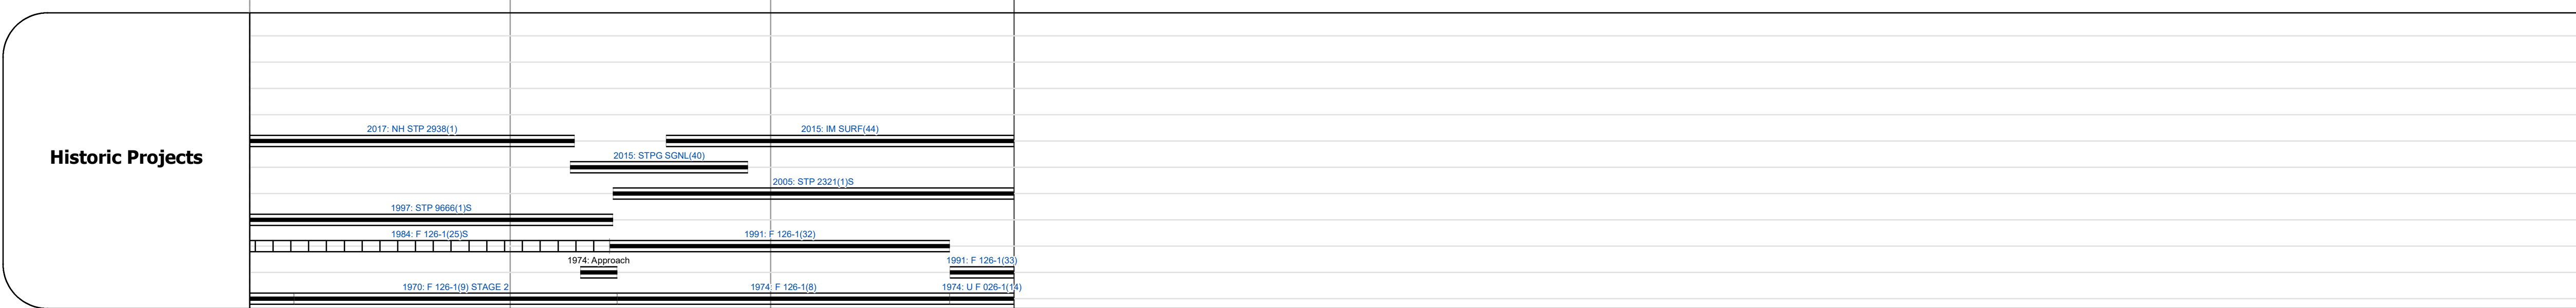 Historic Projects
2017: NH STP 2938(1)
2015: IM SURF(44)
2015: STPG SGNL(40)
2005: STP 2321(1)S
1997: STP 9666(1)S
1984: F 126-1(25)S
1991: F 126-1(32)
1974: Approach
1991: F 126-1(33)
1970: F 126-1(9) STAGE 2
1974: F 126-1(8)
1974: U F 026-1(14)